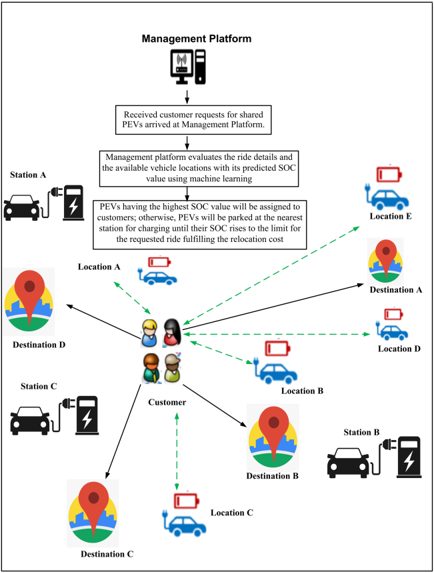 Management Platform
Received customer requests for shared
PEVs arrived at Management Platform.
Management platform evaluates the ride details and
the available vehicle locations with its predicted SOC
value using machine learning
PEVs having the highest SOC value will be assigned to
customers; otherwise, PEVs will be parked at the nearest
station for charging until their SOC rises to the limit for
the requested ride fulfilling the relocation cost
Station A
Location E
Location A
Destination A
Destination D
Location D
Station C
Customer
Location B
Station B
Destination B
Location C
Destination C